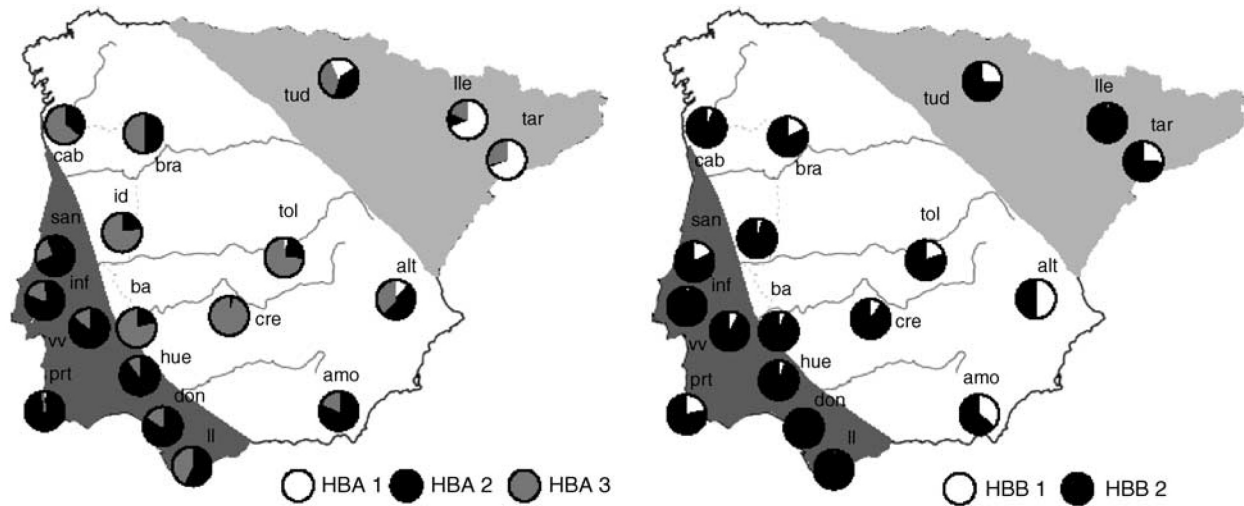 tud
lle
tar
cab
bra
id
san
tol
inf
ba
alt
vv
cre
prt
hue
amo
don
ll
HBA 1 HBA 2 HBA 3
tud
lle
tar
cab
bra
san
tol
inf
ba
alt
vv
cre
prt
hue
amo
don
ll
HBB 1 HBB 2